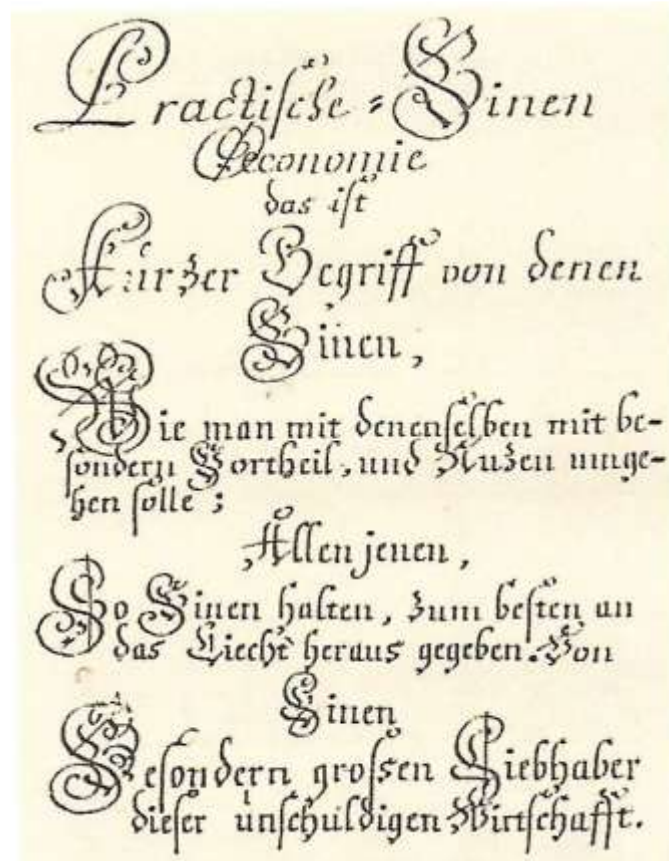 Practische = Binen
Oeconomie
das ist
Kurzer Begriff von denen
Binen,
Wie man mit denenselben mit be-
sondern Vortheil, und Nuzen umge-
hen solle;
Allen jenen,
So Binen halten, zum besten an
das Liecht heraus gegeben. Von
Einen
Besondern grossen Liebhaber
dieser unschuldigen Wirtschafft.